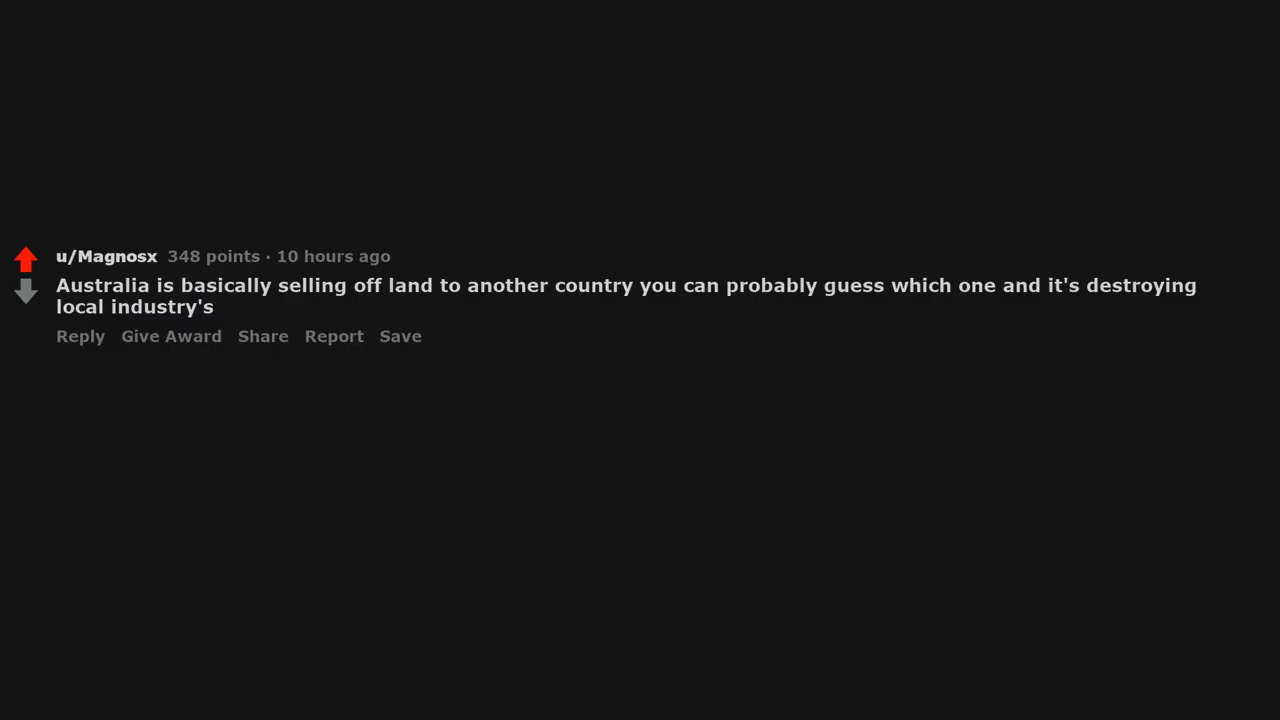 u/Magnosx 348 points · 10 hours ago
Australia is basically selling off land to another country you can probably guess which one and it's destroying
local industry's
Reply Give Award Share Report Save